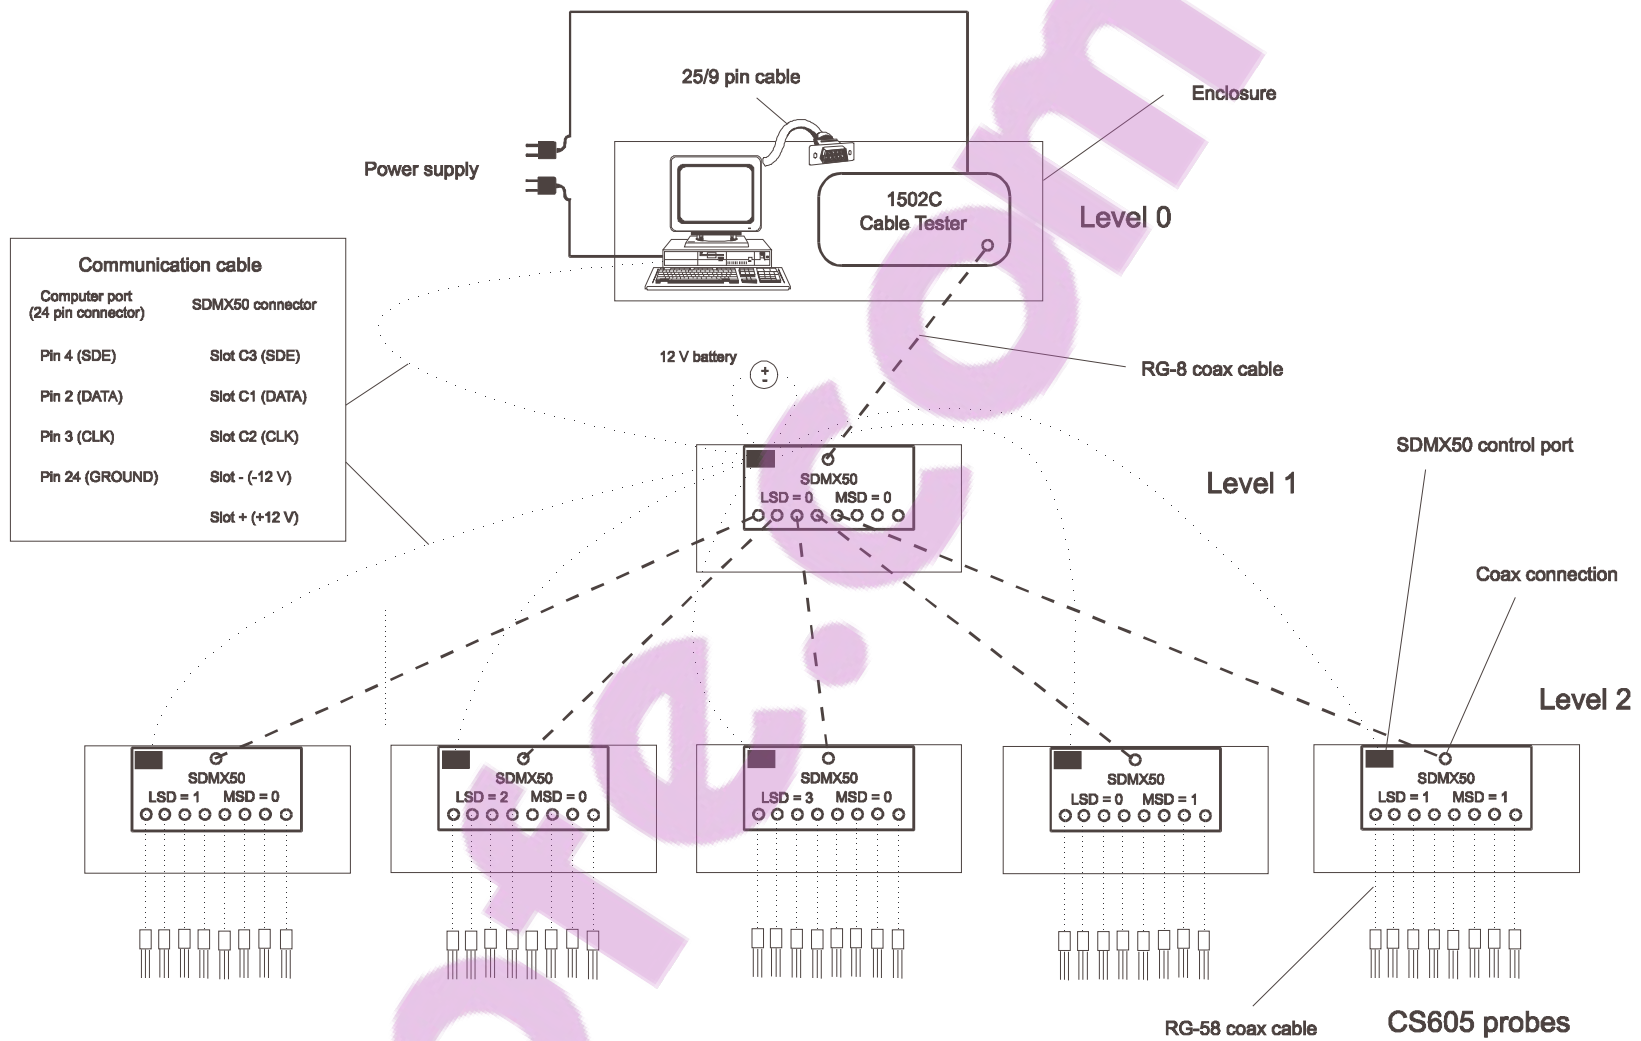 25/9 pin cable
Enclosure
Power supply
1502C
Cable Tester
Level 0
Communication cable
Computer port
(24 pin connector)
SDMX50 connector
Pin 4 (SDE)
Slot C3 (SDE)
Pin 2 (DATA)
Slot C1 (DATA)
Pin 3 (CLK)
Slot C2 (CLK)
Pin 24 (GROUND)
Slot - (-12 V)
Slot + (+12 V)
12 V battery
+
-
RG-8 coax cable
SDMX50
LSD = 0 MSD = 0
Level 1
SDMX50 control port
Coax connection
Level 2
SDMX50
LSD = 1 MSD = 0
SDMX50
LSD = 2 MSD = 0
SDMX50
LSD = 3 MSD = 0
SDMX50
LSD = 0 MSD = 1
SDMX50
LSD = 1 MSD = 1
RG-58 coax cable
CS605 probes
ofe.com